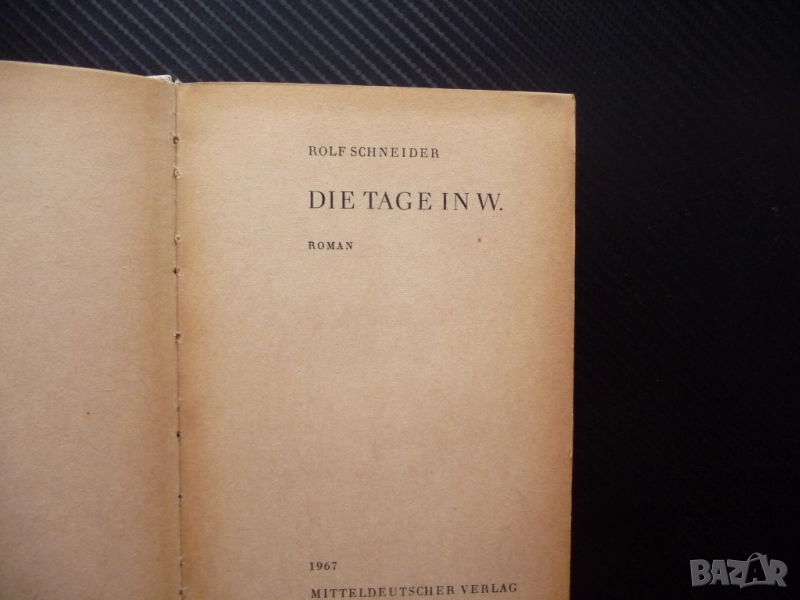 ROLF SCHNEIDER
DIE TAGE IN W.
ROMAN
1967
MITTELDEUTSCHER VERLAG
BAZAR